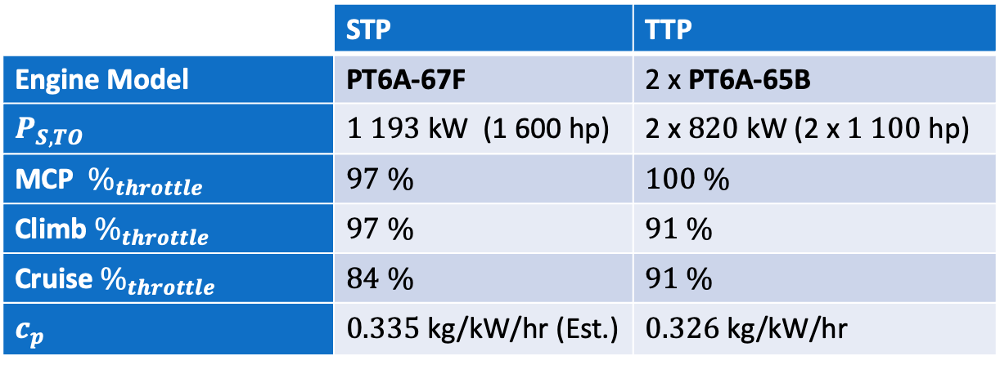 STP TTP
Engine Model PT6A-67F 2 x PT6A-65B
P_{S,TO} 1 193 kW (1 600 hp) 2 x 820 kW (2 x 1 100 hp)
MCP %_{throttle} 97 % 100 %
Climb %_{throttle} 97 % 91 %
Cruise %_{throttle} 84 % 91 %
c_p 0.335 kg/kW/hr (Est.) 0.326 kg/kW/hr